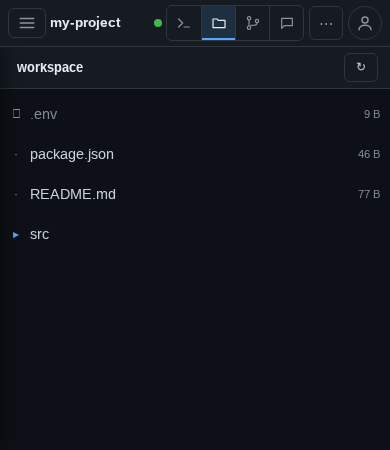 my-project
workspace
.env 9 B
package.json 46 B
README.md 77 B
src